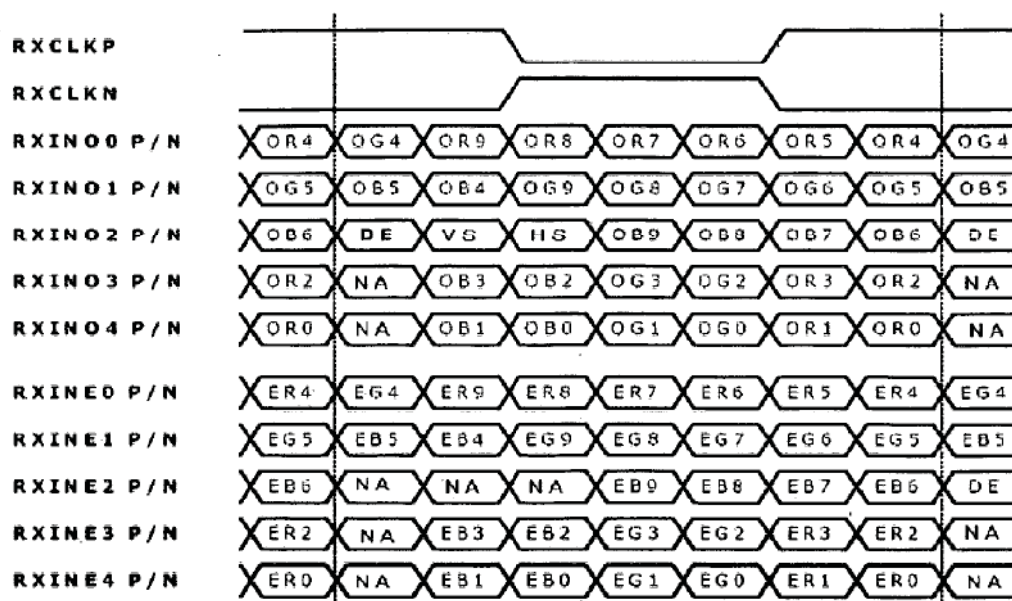 RXCLKP
RXCLKN
RXINO0 P/N OR4 OG4 OR9 OR8 OR7 OR6 OR5 OR4 OG4
RXINO1 P/N OG5 OB5 OB4 OG9 OG8 OG7 OG6 OG5 OB5
RXINO2 P/N OB6 DE VS HS OB9 OB8 OB7 OB6 DE
RXINO3 P/N OR2 NA OB3 OB2 OG3 OG2 OR3 OR2 NA
RXINO4 P/N OR0 NA OB1 OB0 OG1 OG0 OR1 OR0 NA
RXINE0 P/N ER4 EG4 ER9 ER8 ER7 ER6 ER5 ER4 EG4
RXINE1 P/N EG5 EB5 EB4 EG9 EG8 EG7 EG6 EG5 EB5
RXINE2 P/N EB6 NA NA NA EB9 EB8 EB7 EB6 DE
RXINE3 P/N ER2 NA EB3 EB2 EG3 EG2 ER3 ER2 NA
RXINE4 P/N ER0 NA EB1 EB0 EG1 EG0 ER1 ER0 NA